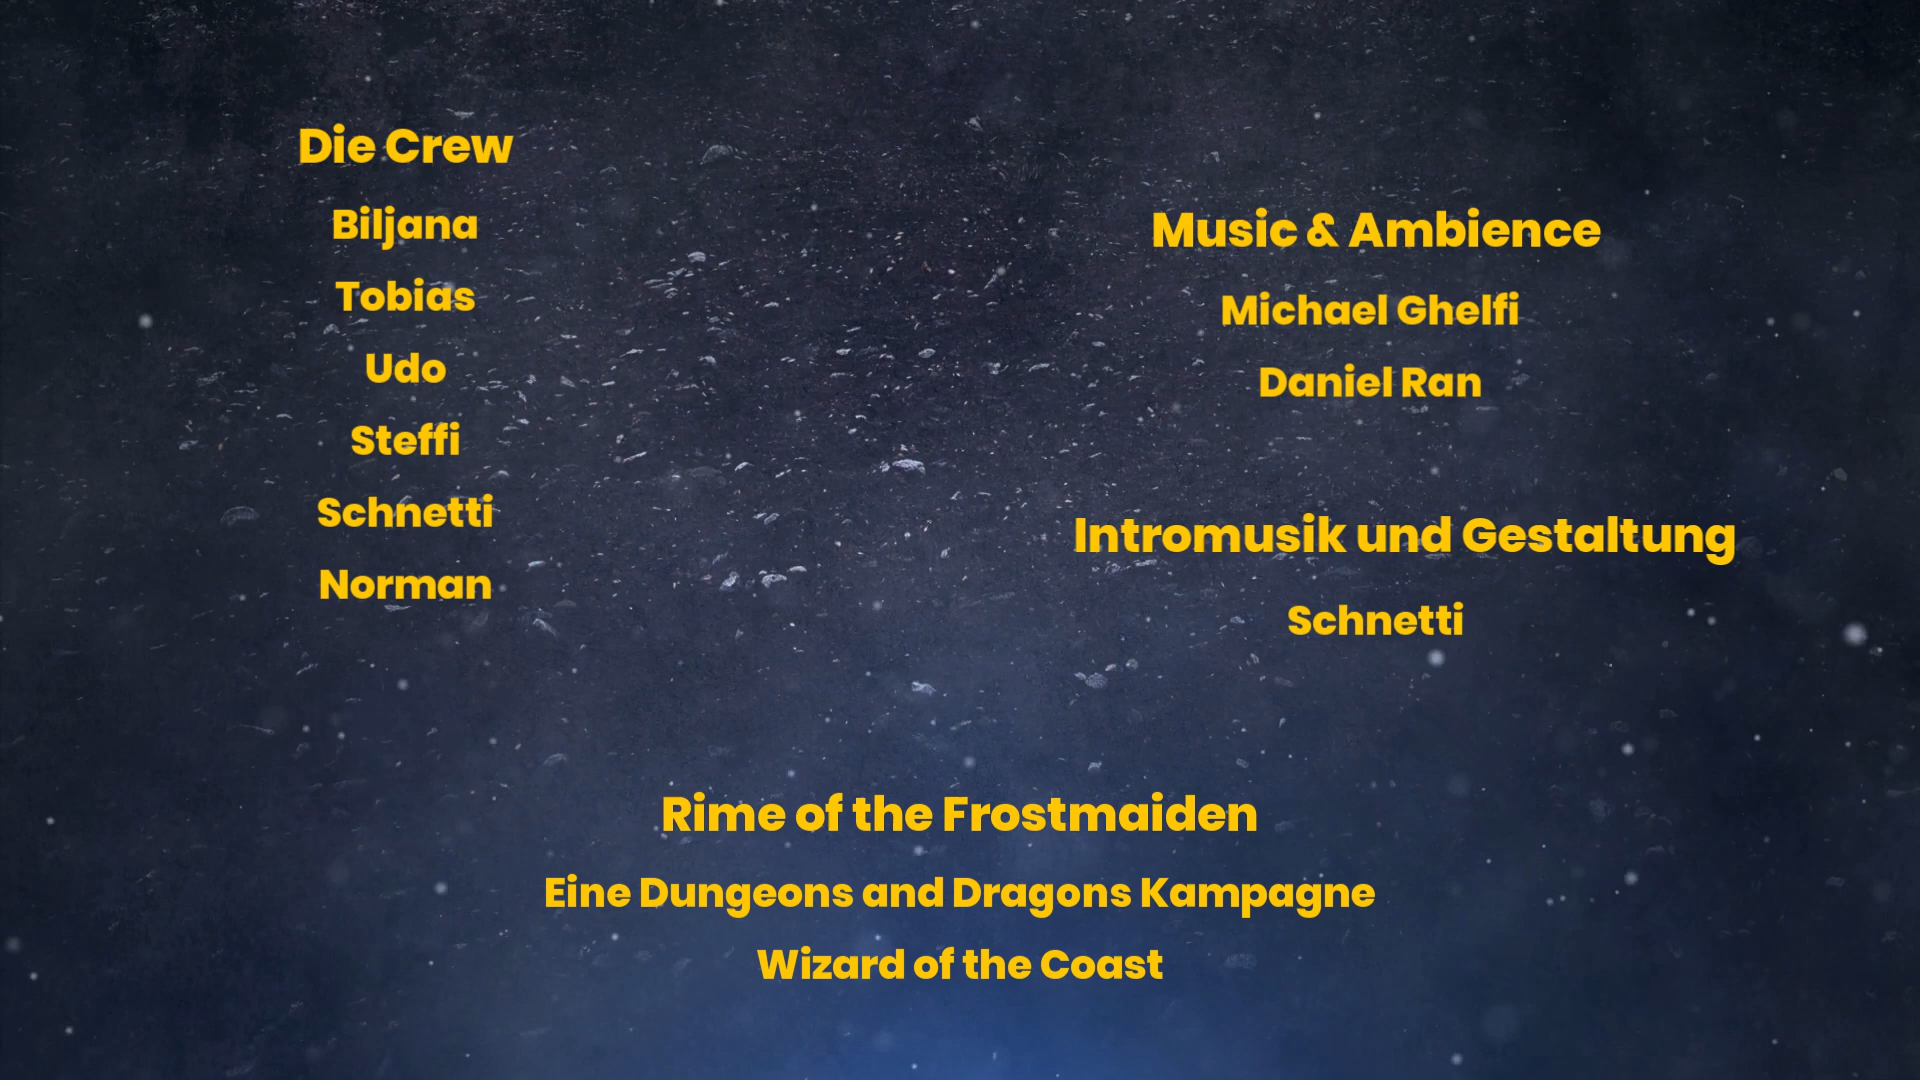 Die Crew
Biljana
Tobias
Udo
Steffi
Schnetti
Norman
Music & Ambience
Michael Ghelfi
Daniel Ran
Intromusik und Gestaltung
Schnetti
Rime of the Frostmaiden
Eine Dungeons and Dragons Kampagne
Wizard of the Coast